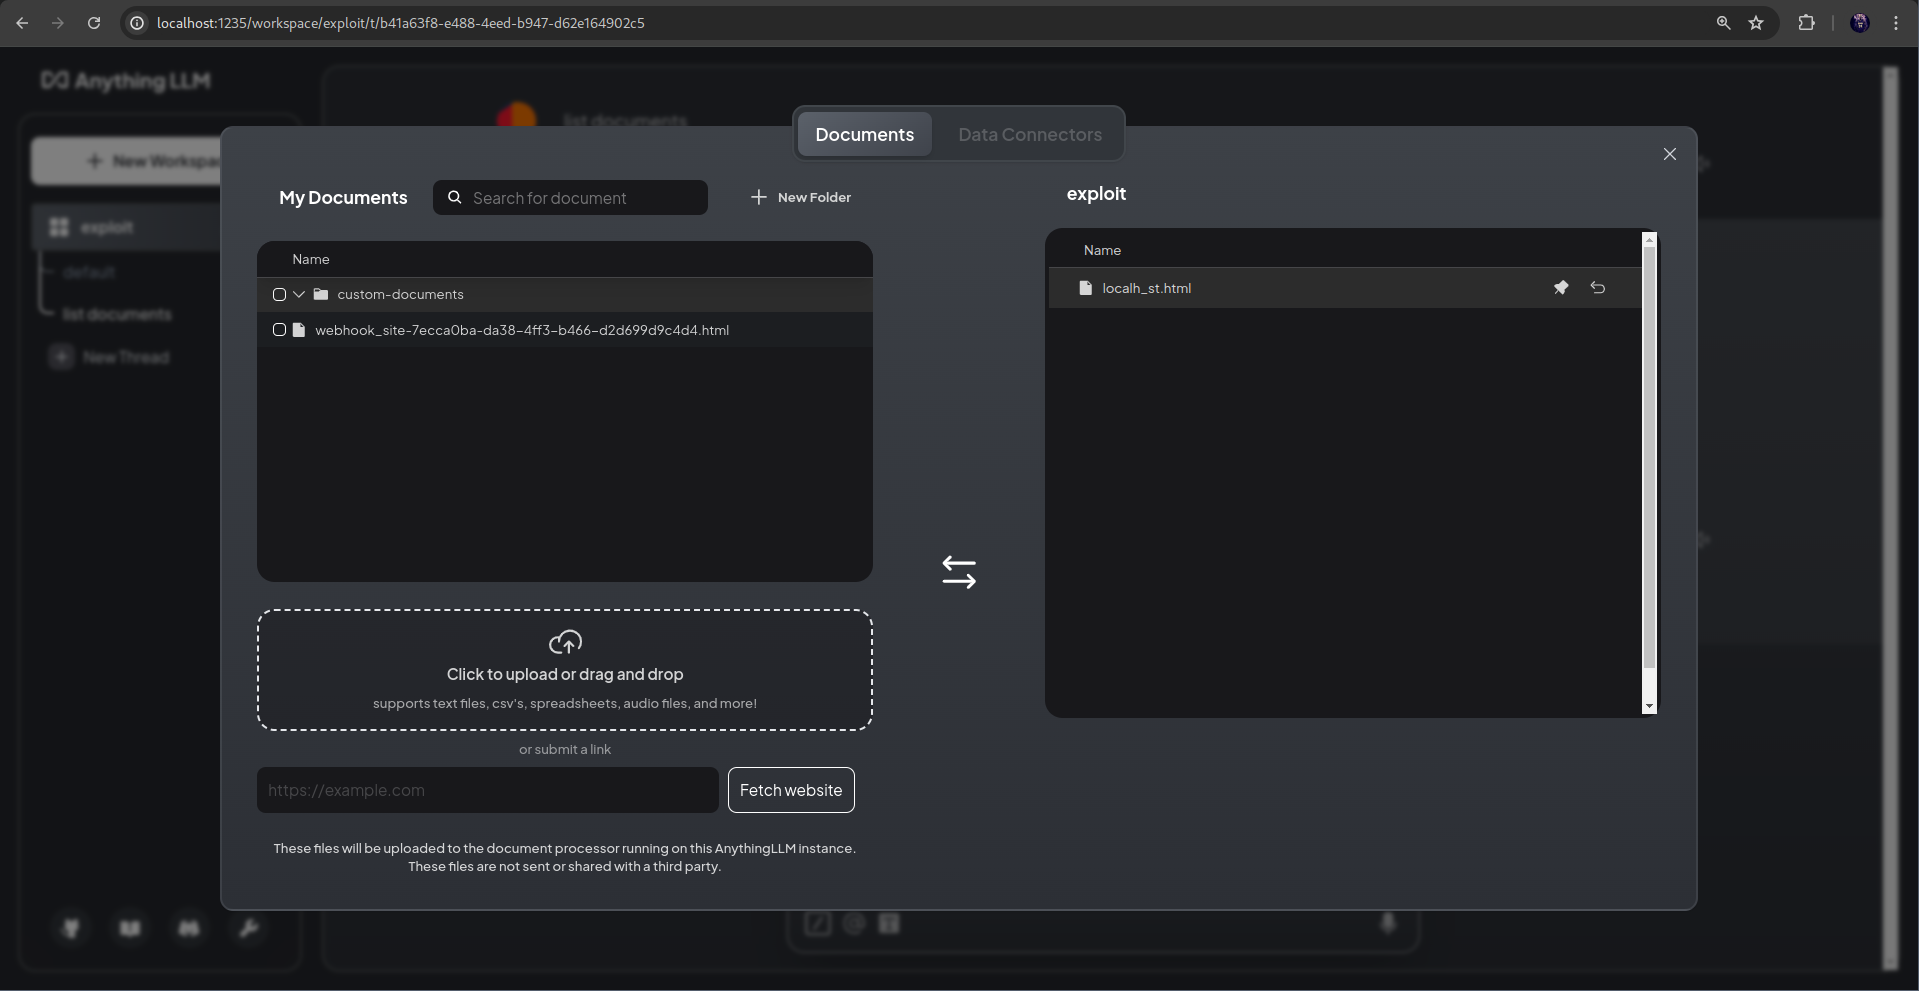 localhost:1235/workspace/exploit/t/b41a63f8-e488-4eed-b947-d62e164902c5
Anything LLM
list documents
New Workspac
exploit
default
list documents
New Thread
Documents
Data Connectors
My Documents
Search for document
New Folder
Name
custom-documents
webhook_site-7ecca0ba-da38-4ff3-b466-d2d699d9c4d4.html
Click to upload or drag and drop
supports text files, csv's, spreadsheets, audio files, and more!
or submit a link
https://example.com
Fetch website
These files will be uploaded to the document processor running on this AnythingLLM instance.
These files are not sent or shared with a third party.
exploit
Name
localh_st.html